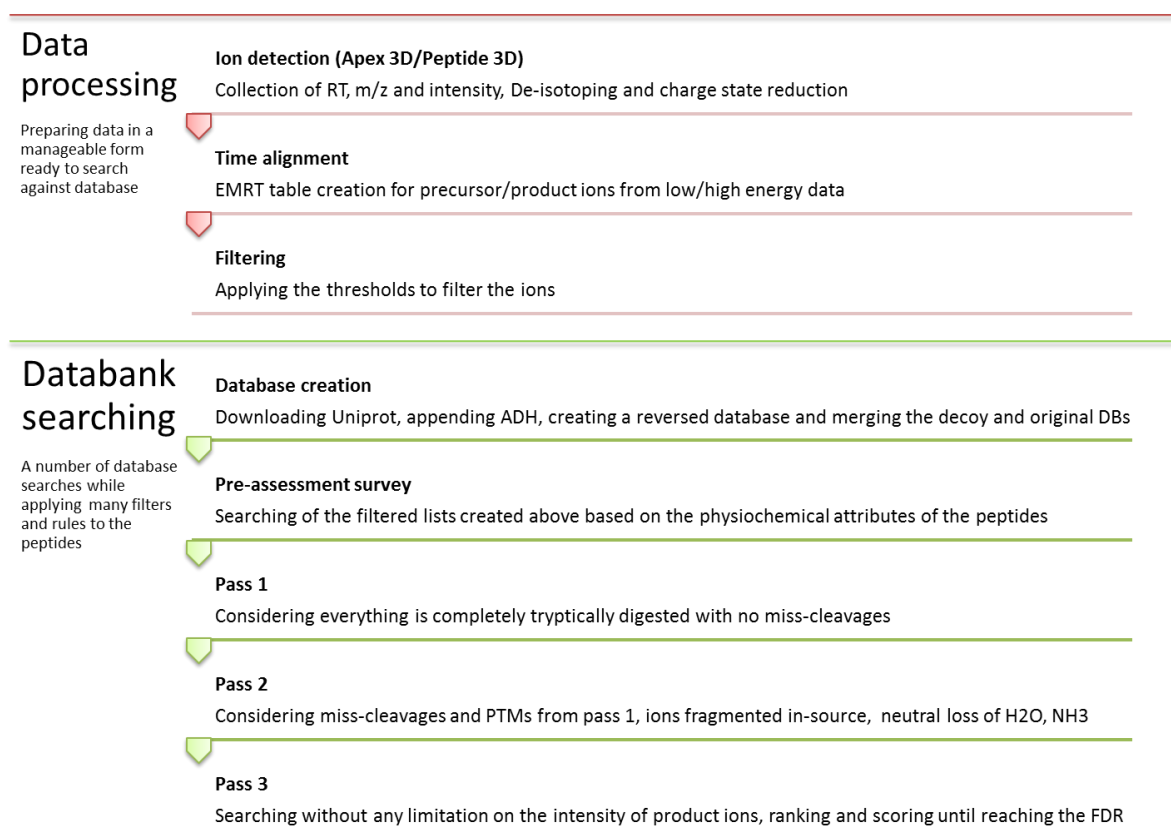 Data
processing
Preparing data in a
manageable form
ready to search
against database
Ion detection (Apex 3D/Peptide 3D)
Collection of RT, m/z and intensity, De-isotoping and charge state reduction
Time alignment
EMRT table creation for precursor/product ions from low/high energy data
Filtering
Applying the thresholds to filter the ions
Databank
searching
A number of database
searches while
applying many filters
and rules to the
peptides
Database creation
Downloading Uniprot, appending ADH, creating a reversed database and merging the decoy and original DBs
Pre-assessment survey
Searching of the filtered lists created above based on the physiochemical attributes of the peptides
Pass 1
Considering everything is completely tryptically digested with no miss-cleavages
Pass 2
Considering miss-cleavages and PTMs from pass 1, ions fragmented in-source, neutral loss of H2O, NH3
Pass 3
Searching without any limitation on the intensity of product ions, ranking and scoring until reaching the FDR